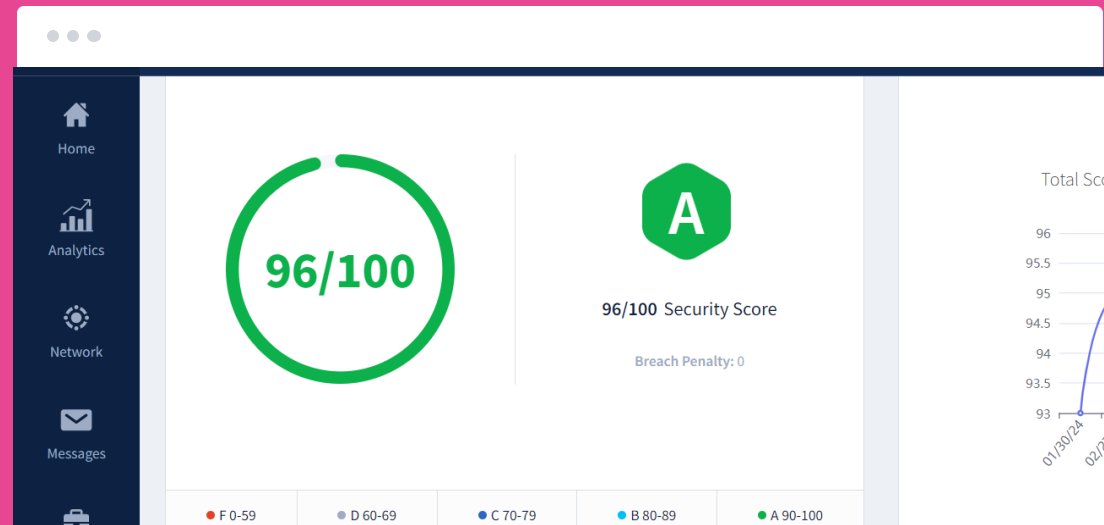 Home
Analytics
Network
Messages
96/100
A
96/100 Security Score
Breach Penalty: 0
F 0-59
D 60-69
C 70-79
B 80-89
A 90-100
Total
96
95.5
95
94.5
94
93.5
93
01/30/24